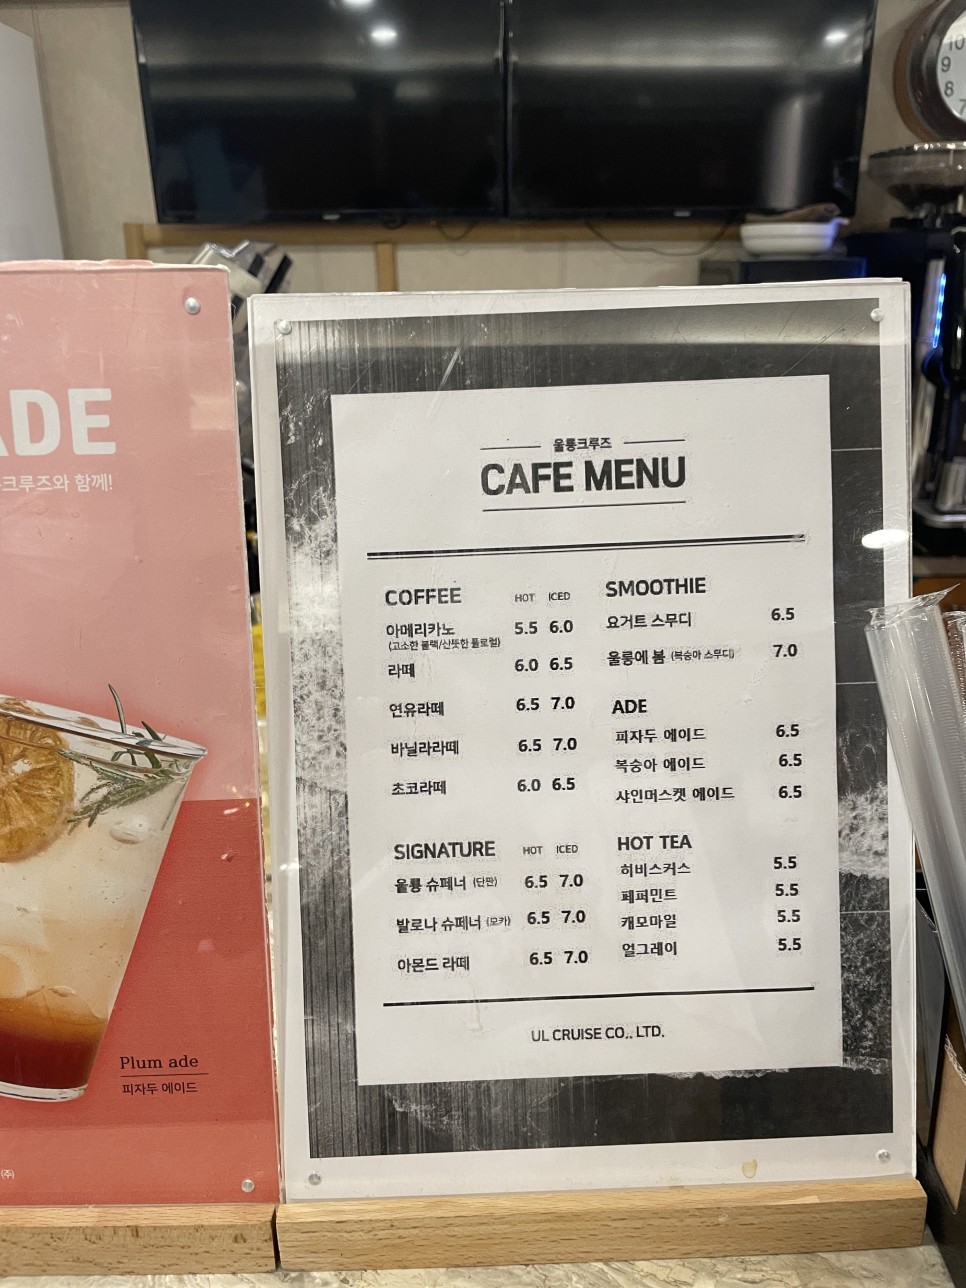 ADE
크루즈와 함께!
Plum ade
피자두 에이드
(주)
울릉크루즈
CAFE MENU
COFFEE HOT ICED
아메리카노 5.5 6.0
(고소한 블랙/산뜻한 플로럴)
라떼 6.0 6.5
연유라떼 6.5 7.0
바닐라라떼 6.5 7.0
초코라떼 6.0 6.5
SIGNATURE HOT ICED
울릉 슈페너 (단짠) 6.5 7.0
발로나 슈페너 (모카) 6.5 7.0
아몬드 라떼 6.5 7.0
SMOOTHIE
요거트 스무디 6.5
울릉에 봄 (복숭아 스무디) 7.0
ADE
피자두 에이드 6.5
복숭아 에이드 6.5
샤인머스켓 에이드 6.5
HOT TEA
히비스커스 5.5
페퍼민트 5.5
캐모마일 5.5
얼그레이 5.5
UL CRUISE CO., LTD.
10
9
8
7